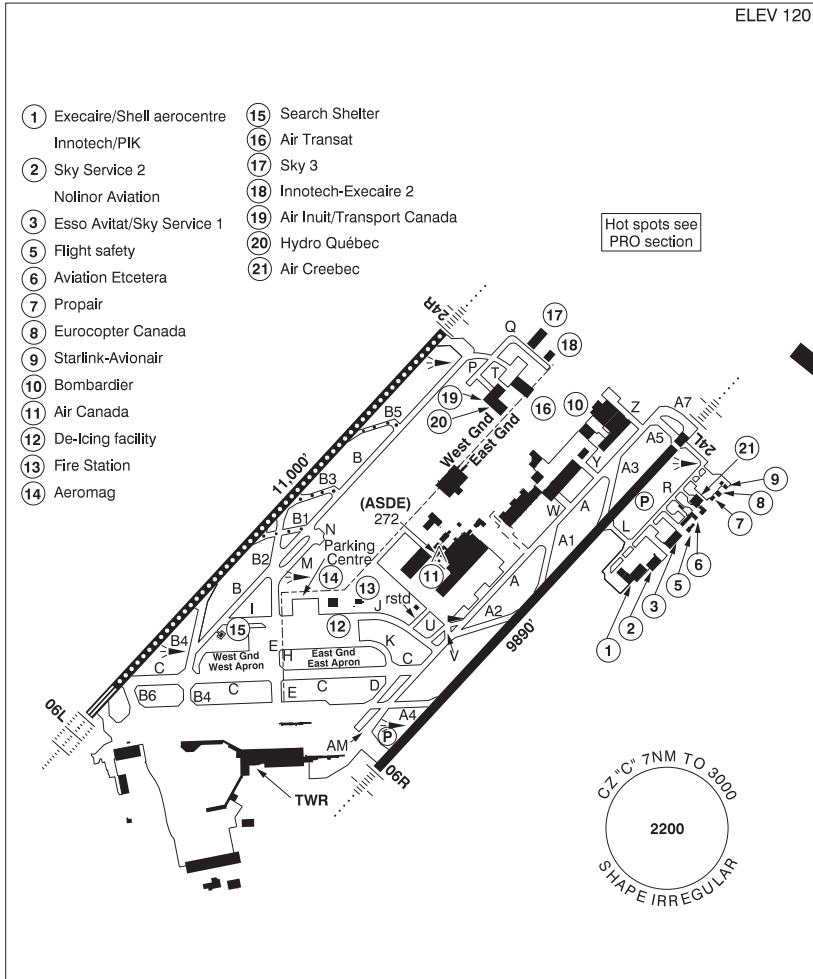 ELEV 120
1 Execaire/Shell aerocentre
Innotech/PIK
2 Sky Service 2
Nolinor Aviation
3 Esso Avitat/Sky Service 1
5 Flight safety
6 Aviation Etcetera
7 Propair
8 Eurocopter Canada
9 Starlink-Avionair
10 Bombardier
11 Air Canada
12 De-Icing facility
13 Fire Station
14 Aeromag
15 Search Shelter
16 Air Transat
17 Sky 3
18 Innotech-Execaire 2
19 Air Inuit/Transport Canada
20 Hydro Québec
21 Air Creebec
Hot spots see
PRO section
24R
Q
17
18
P
T
19
20
16
10
Z
A7
24L
A5
21
B5
B
West Gnd
East Gnd
Y
A3
R
9
8
7
P
11,000'
B3
B1
N
(ASDE)
272
W
A
A1
L
6
5
3
2
1
B2
M
Parking
Centre
14
13
11
rstd
A
A2
9890'
B
I
J
12
U
V
15
B4
C
West Gnd
West Apron
E
H
East Gnd
East Apron
K
C
B6
B4
C
E
C
D
06L
A4
P
AM
06R
TWR
CZ "C" 7NM TO 3000
2200
SHAPE IRREGULAR